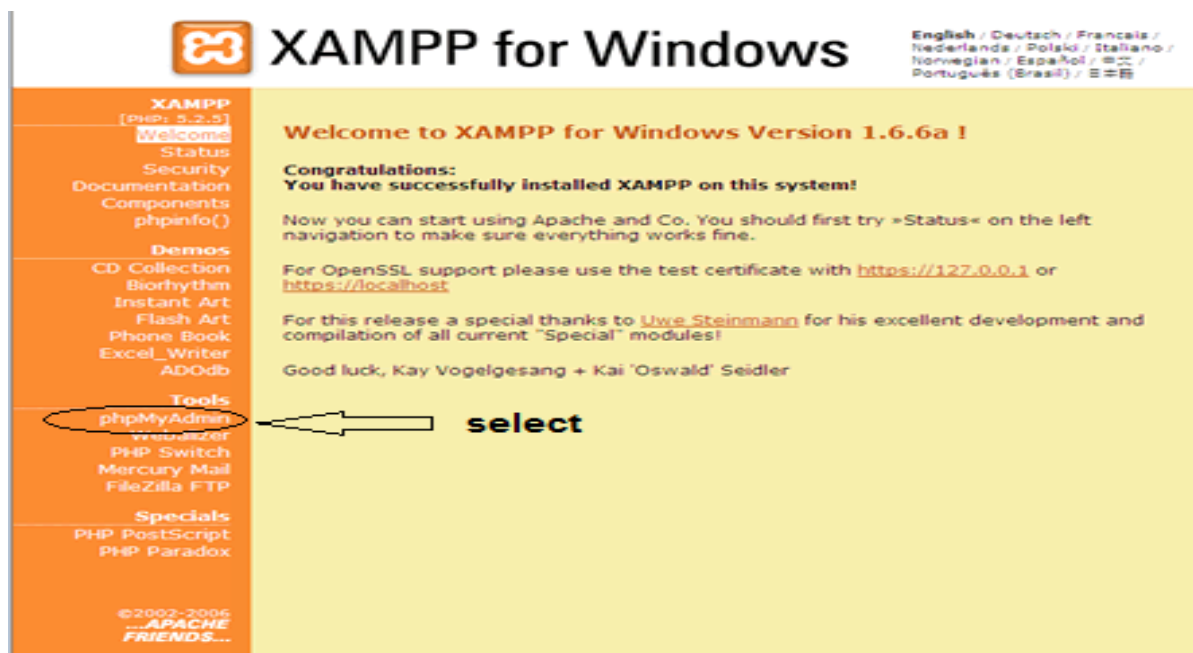 XAMPP for Windows
English / Deutsch / Francais /
Nederlands / Polski / Italiano /
Norwegian / Español / 中文 /
Português (Brasil) / 日本語
XAMPP
[PHP: 5.2.5]
Welcome
Status
Security
Documentation
Components
phpinfo()
Demos
CD Collection
Biorhythm
Instant Art
Flash Art
Phone Book
Excel_Writer
ADOdb
Tools
phpMyAdmin
Webalizer
PHP Switch
Mercury Mail
FileZilla FTP
Specials
PHP PostScript
PHP Paradox
©2002-2006
...APACHE
FRIENDS...
Welcome to XAMPP for Windows Version 1.6.6a !
Congratulations:
You have successfully installed XAMPP on this system!
Now you can start using Apache and Co. You should first try »Status« on the left
navigation to make sure everything works fine.
For OpenSSL support please use the test certificate with https://127.0.0.1 or
https://localhost
For this release a special thanks to Uwe Steinmann for his excellent development and
compilation of all current "Special" modules!
Good luck, Kay Vogelgesang + Kai 'Oswald' Seidler
select